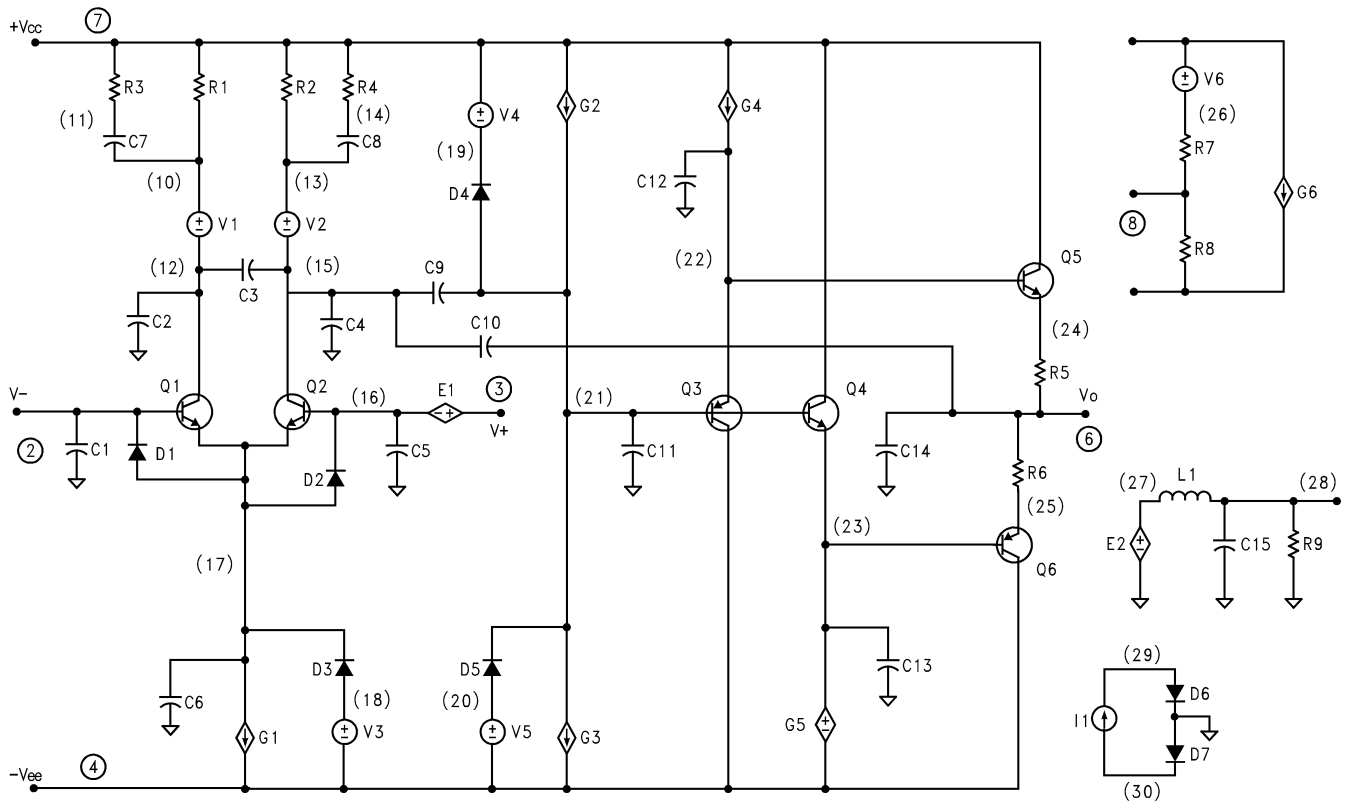 +Vcc
7
R3
R1
R2
R4
V4
G2
G4
V6
(11)
C7
(14)
C8
(19)
(26)
R7
(10)
(13)
D4
C12
G6
8
V1
V2
R8
(12)
C3
(15)
C9
(22)
Q5
C2
C4
C10
(24)
Q1
Q2
(16)
E1
3
(21)
Q3
Q4
R5
V-
V+
Vo
2
C1
D1
D2
C5
C11
C14
6
R6
(27)
L1
(28)
(17)
(23)
(25)
E2
C15
R9
Q6
C6
D3
D5
C13
(29)
(18)
(20)
D6
G1
V3
V5
G3
G5
I1
D7
-Vee
4
(30)